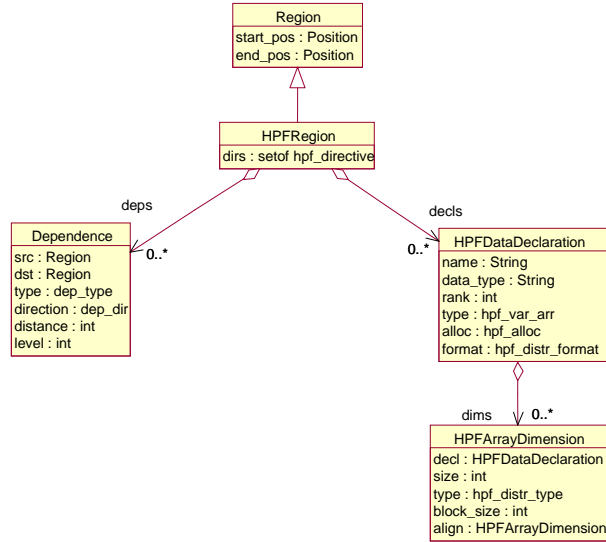 Region
start_pos : Position
end_pos : Position
HPFRegion
dirs : setof hpf_directive
deps
decls
0..*
0..*
Dependence
src : Region
dst : Region
type : dep_type
direction : dep_dir
distance : int
level : int
HPFDataDeclaration
name : String
data_type : String
rank : int
type : hpf_var_arr
alloc : hpf_alloc
format : hpf_distr_format
dims
0..*
HPFArrayDimension
decl : HPFDataDeclaration
size : int
type : hpf_distr_type
block_size : int
align : HPFArrayDimension